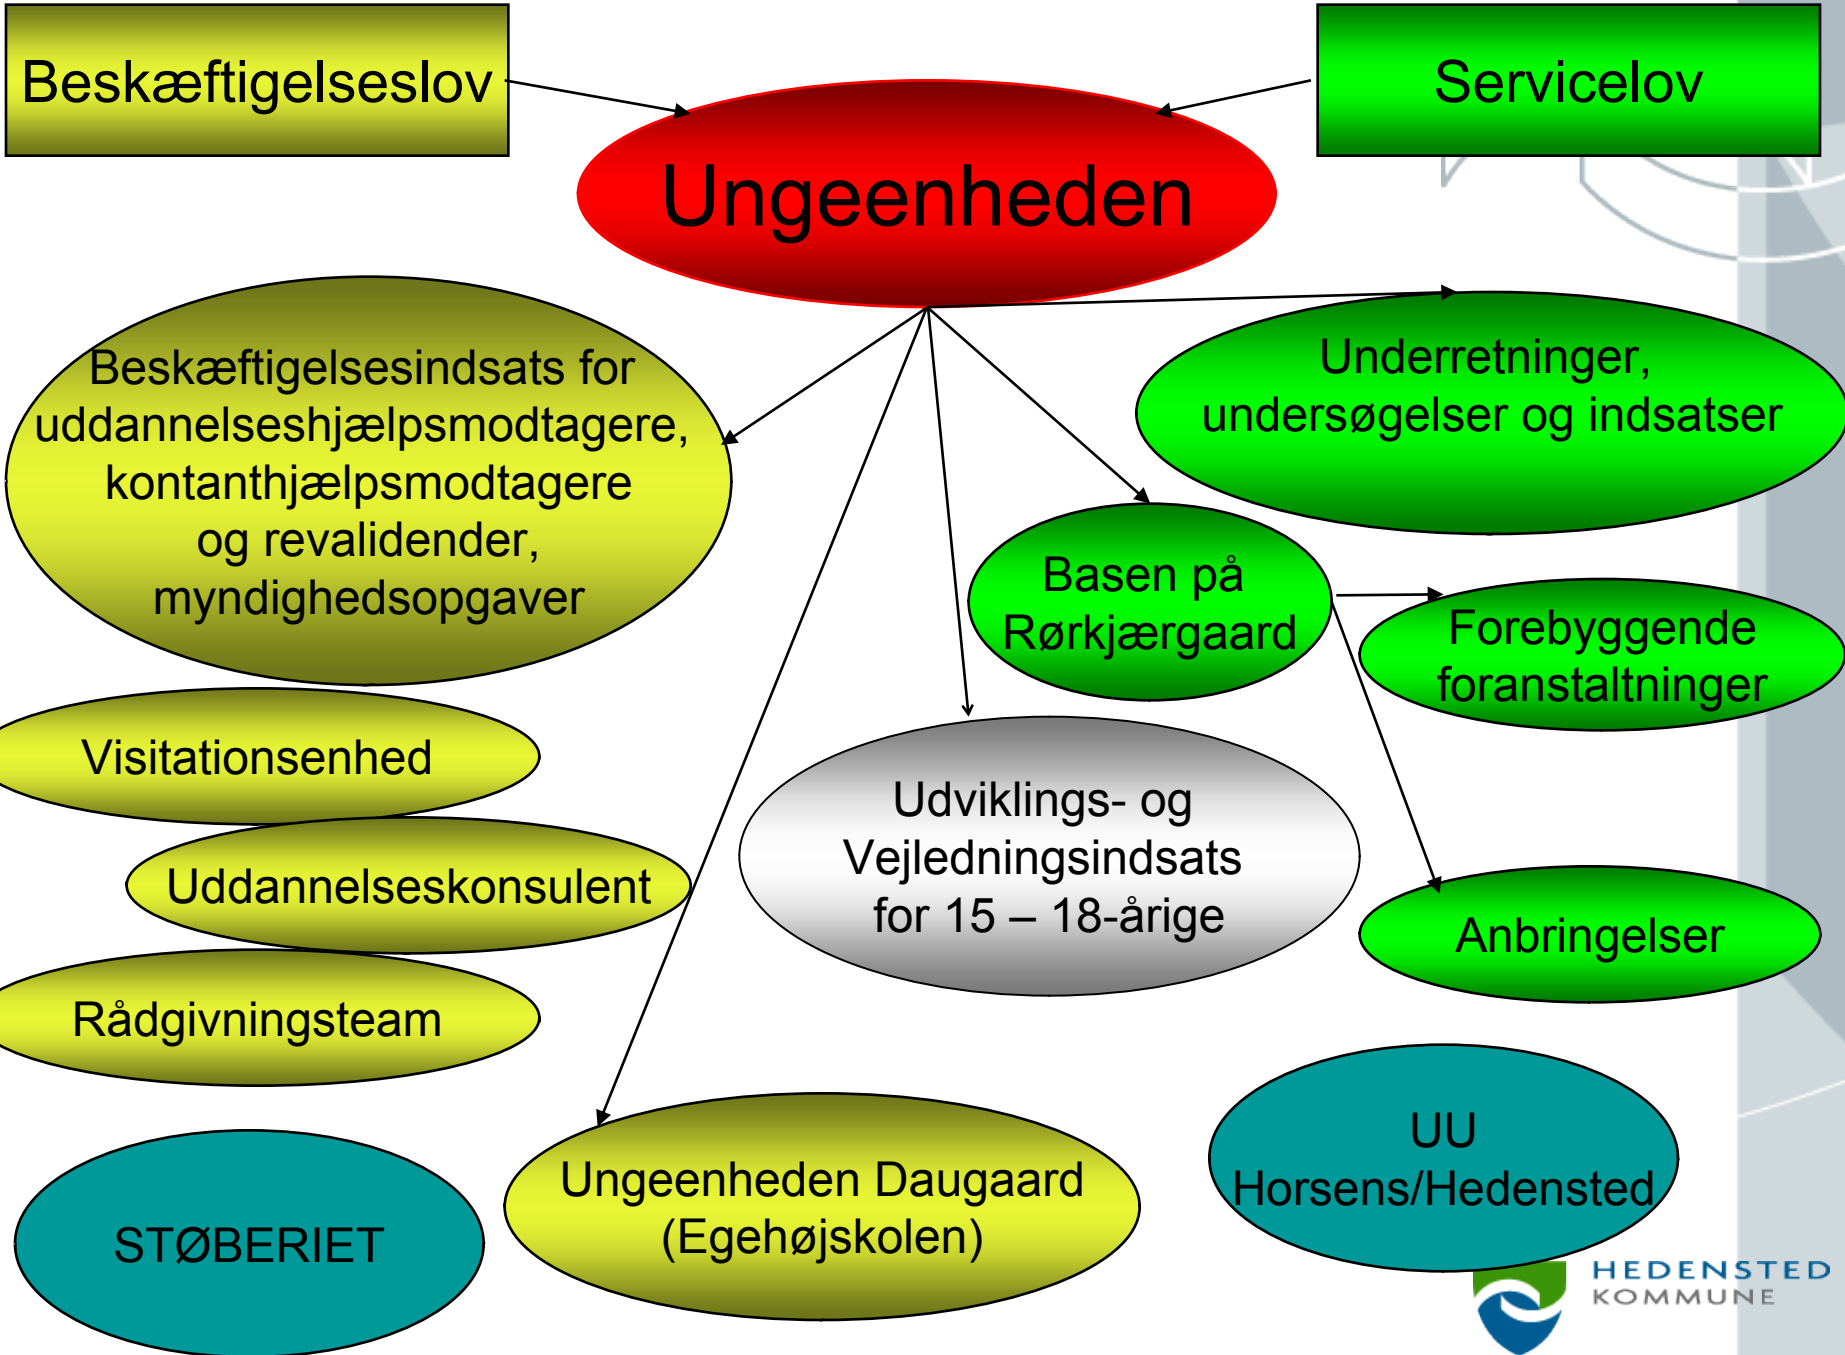 Beskæftigelseslov
Servicelov
Ungeenheden
Beskæftigelsesindsats for
uddannelseshjælpsmodtagere,
kontanthjælpsmodtagere
og revalidender,
myndighedsopgaver
Underretninger,
undersøgelser og indsatser
Basen på
Rørkjærgaard
Forebyggende
foranstaltninger
Visitationsenhed
Udviklings- og
Vejledningsindsats
for 15 – 18-årige
Uddannelseskonsulent
Anbringelser
Rådgivningsteam
UU
Horsens/Hedensted
Ungeenheden Daugaard
(Egehøjskolen)
STØBERIET
HEDENSTED
KOMMUNE